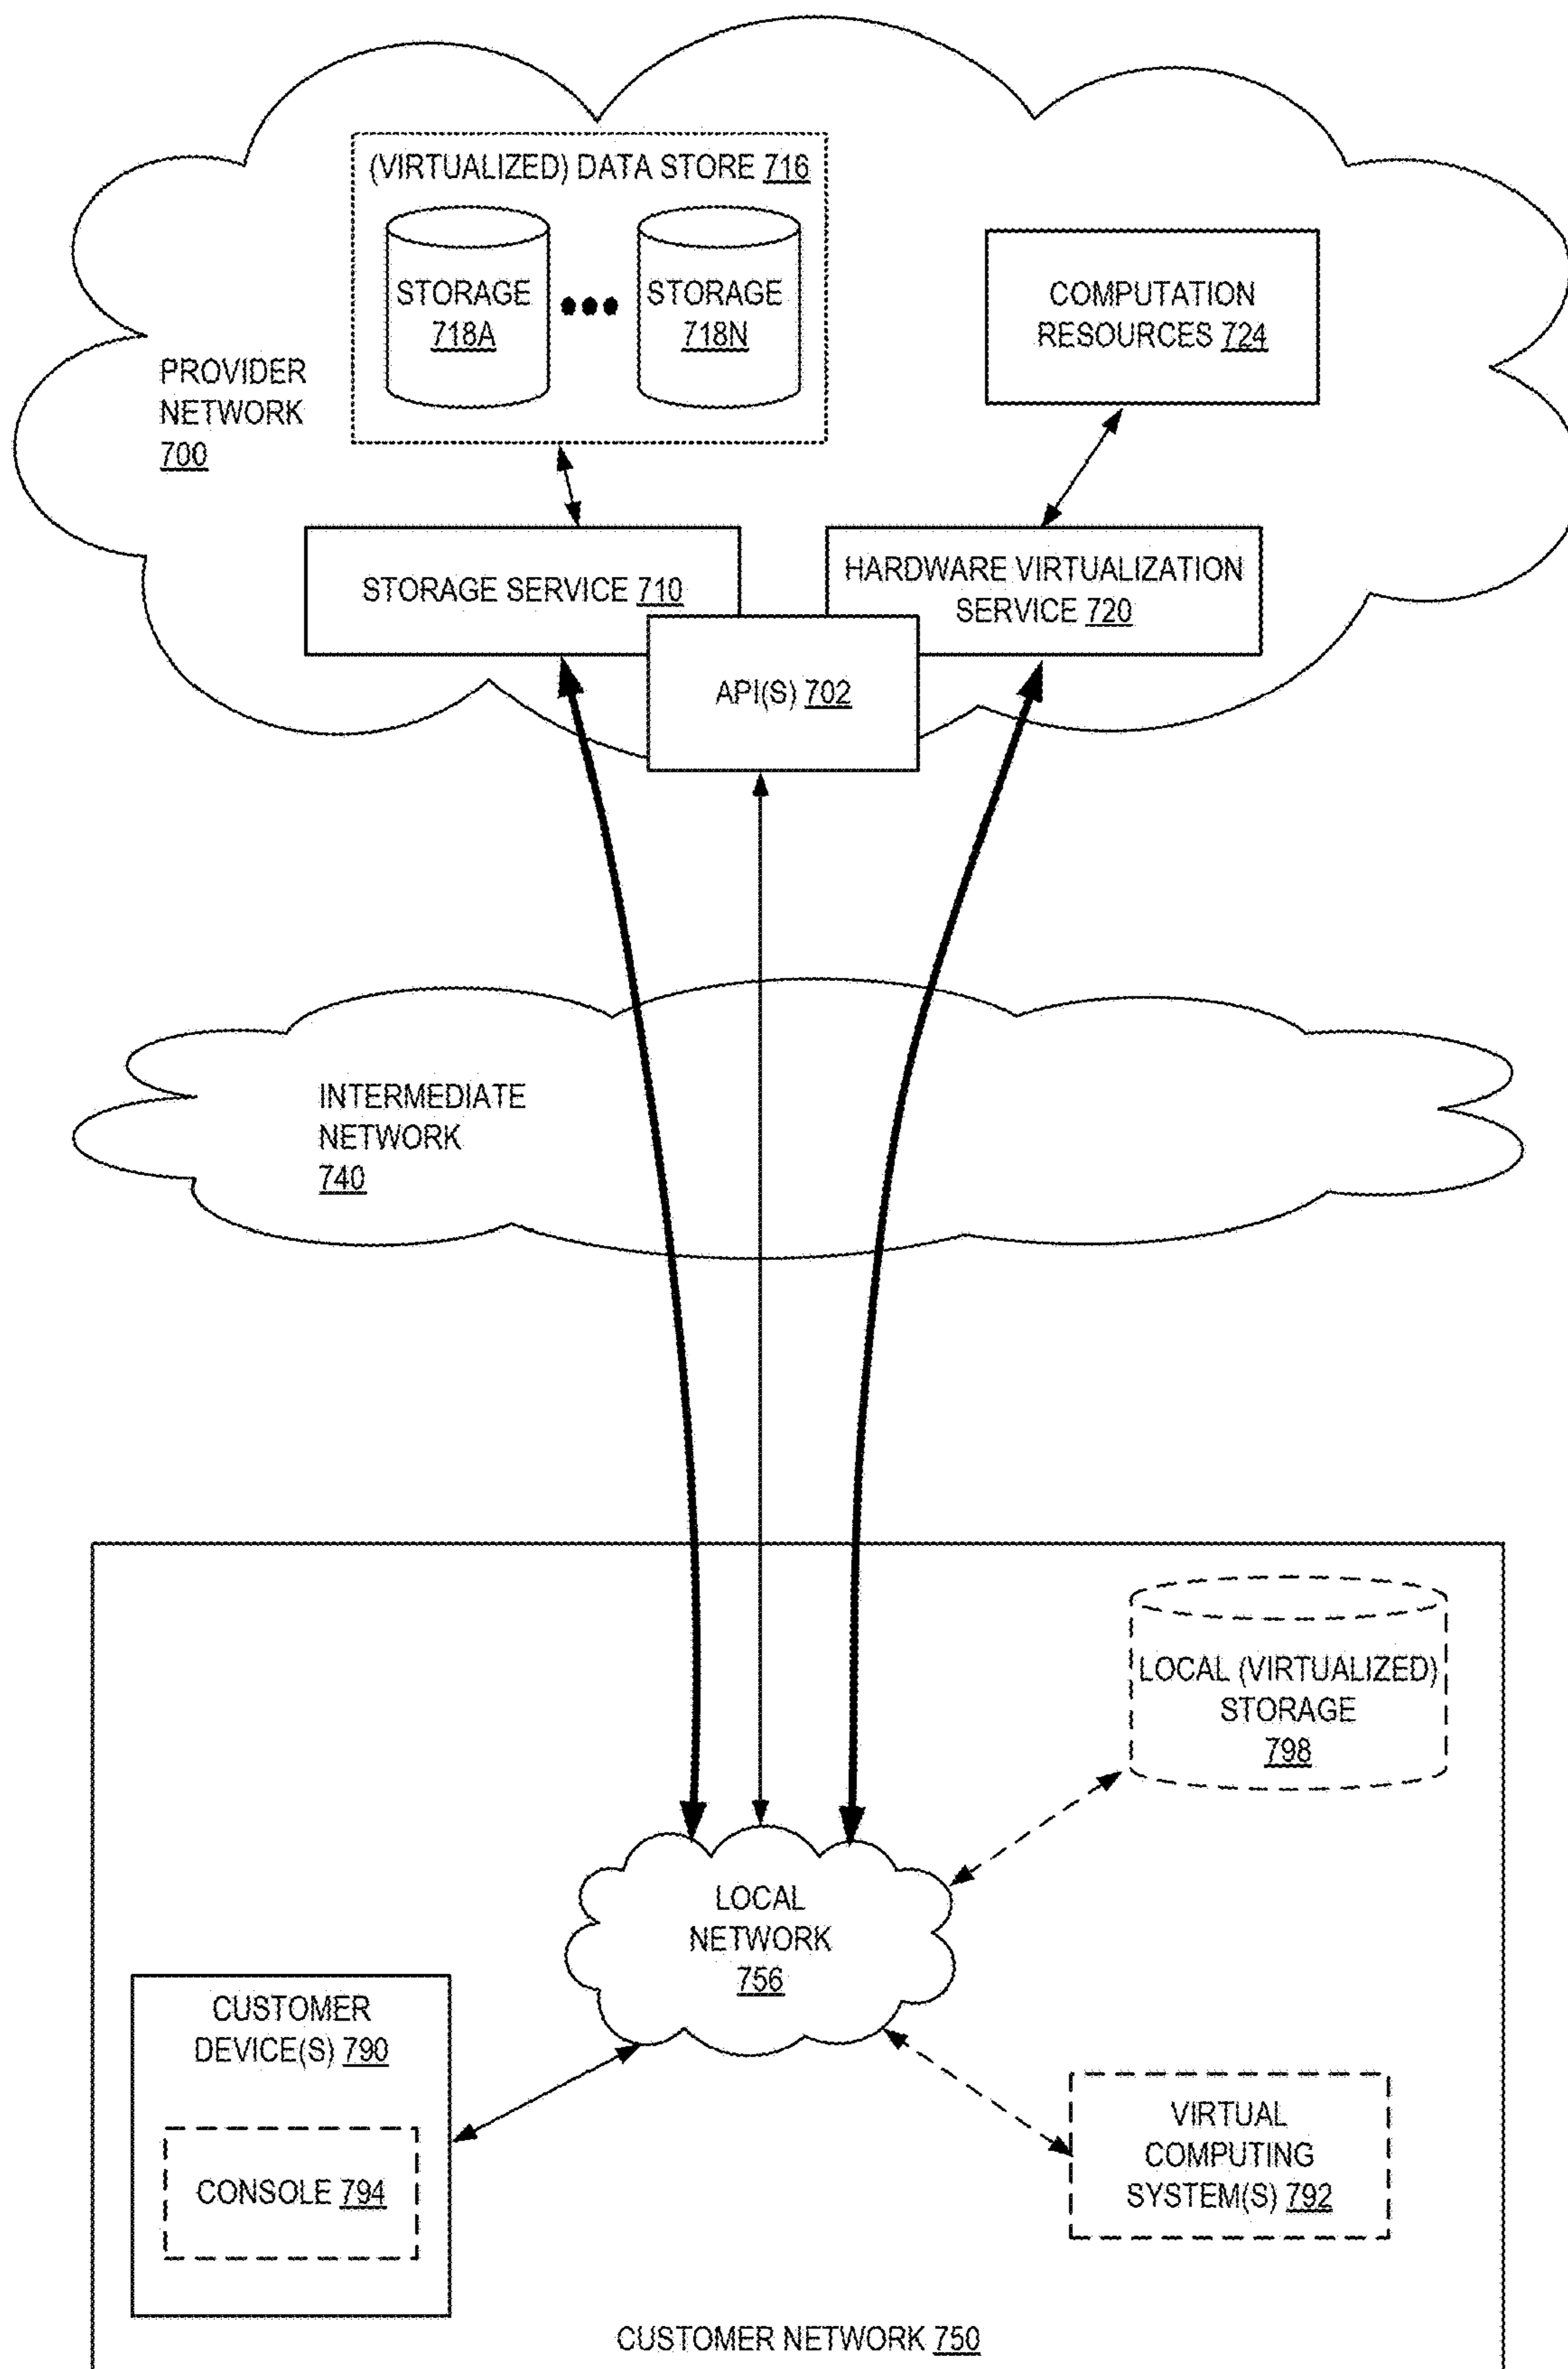 (VIRTUALIZED) DATA STORE 716
STORAGE
718A
STORAGE
718N
COMPUTATION
RESOURCES 724
PROVIDER
NETWORK
700
STORAGE SERVICE 710
HARDWARE VIRTUALIZATION
SERVICE 720
API(S) 702
INTERMEDIATE
NETWORK
740
LOCAL (VIRTUALIZED)
STORAGE
798
LOCAL
NETWORK
756
CUSTOMER
DEVICE(S) 790
CONSOLE 794
VIRTUAL
COMPUTING
SYSTEM(S) 792
CUSTOMER NETWORK 750